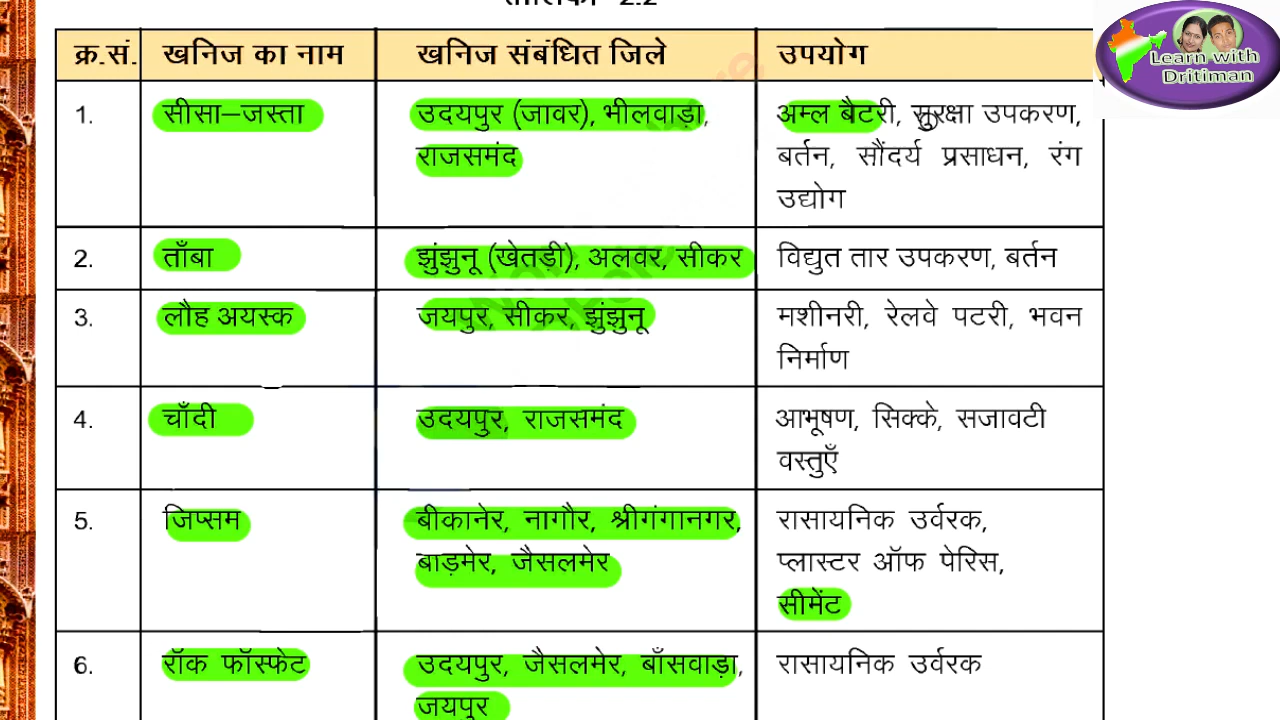 तालिका 2.2
क्र.सं. खनिज का नाम खनिज संबंधित जिले उपयोग
1. सीसा–जस्ता उदयपुर (जावर), भीलवाड़ा, अम्ल बैटरी, सुरक्षा उपकरण,
राजसमंद बर्तन, सौंदर्य प्रसाधन, रंग
उद्योग
2. ताँबा झुंझुनू (खेतड़ी), अलवर, सीकर विद्युत तार उपकरण, बर्तन
3. लौह अयस्क जयपुर, सीकर, झुंझुनू मशीनरी, रेलवे पटरी, भवन
निर्माण
4. चाँदी उदयपुर, राजसमंद आभूषण, सिक्के, सजावटी
वस्तुएँ
5. जिप्सम बीकानेर, नागौर, श्रीगंगानगर, रासायनिक उर्वरक,
बाड़मेर, जैसलमेर प्लास्टर ऑफ पेरिस,
सीमेंट
6. रॉक फॉस्फेट उदयपुर, जैसलमेर, बाँसवाड़ा, रासायनिक उर्वरक
जयपुर
Learn with
Dritiman